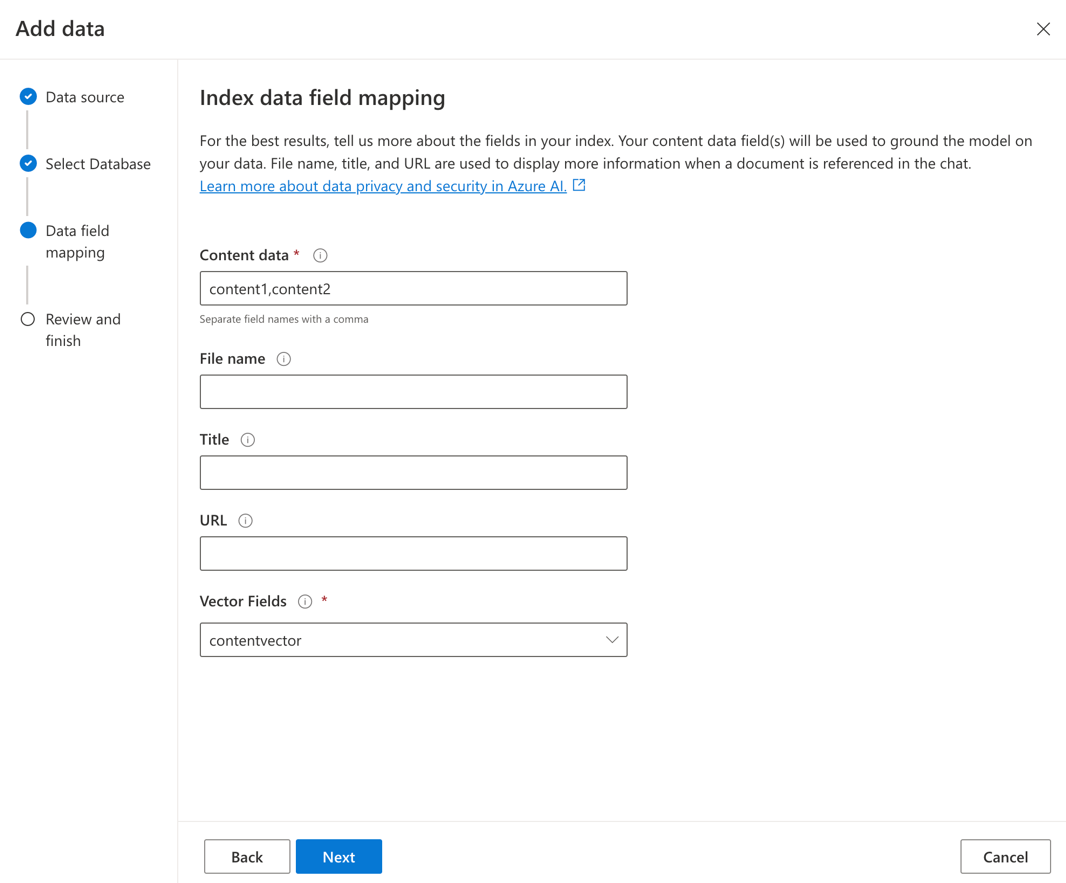 Add data
Data source
Select Database
Data field
mapping
Review and
finish
Index data field mapping
For the best results, tell us more about the fields in your index. Your content data field(s) will be used to ground the model on
your data. File name, title, and URL are used to display more information when a document is referenced in the chat.
Learn more about data privacy and security in Azure AI.
Content data *
content1,content2
Separate field names with a comma
File name
Title
URL
Vector Fields *
contentvector
Back
Next
Cancel